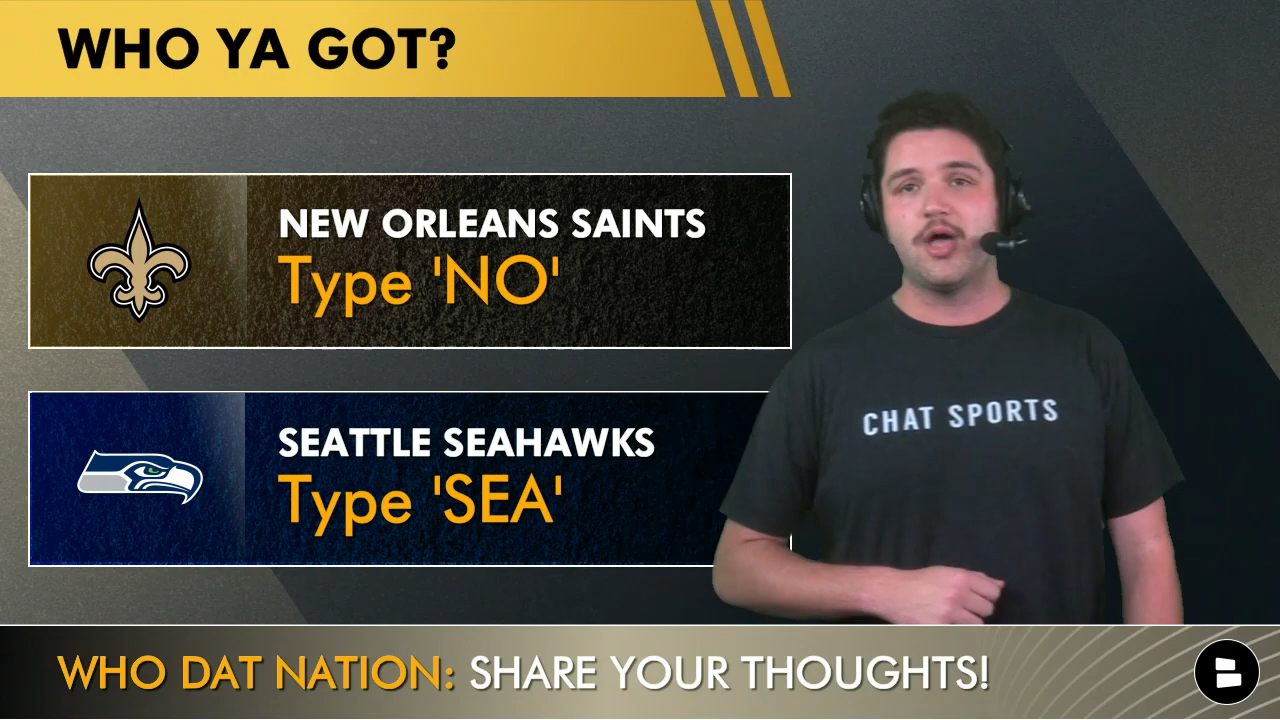 WHO YA GOT?
NEW ORLEANS SAINTS
Type 'NO'
SEATTLE SEAHAWKS
Type 'SEA'
CHAT SPORTS
WHO DAT NATION: SHARE YOUR THOUGHTS!